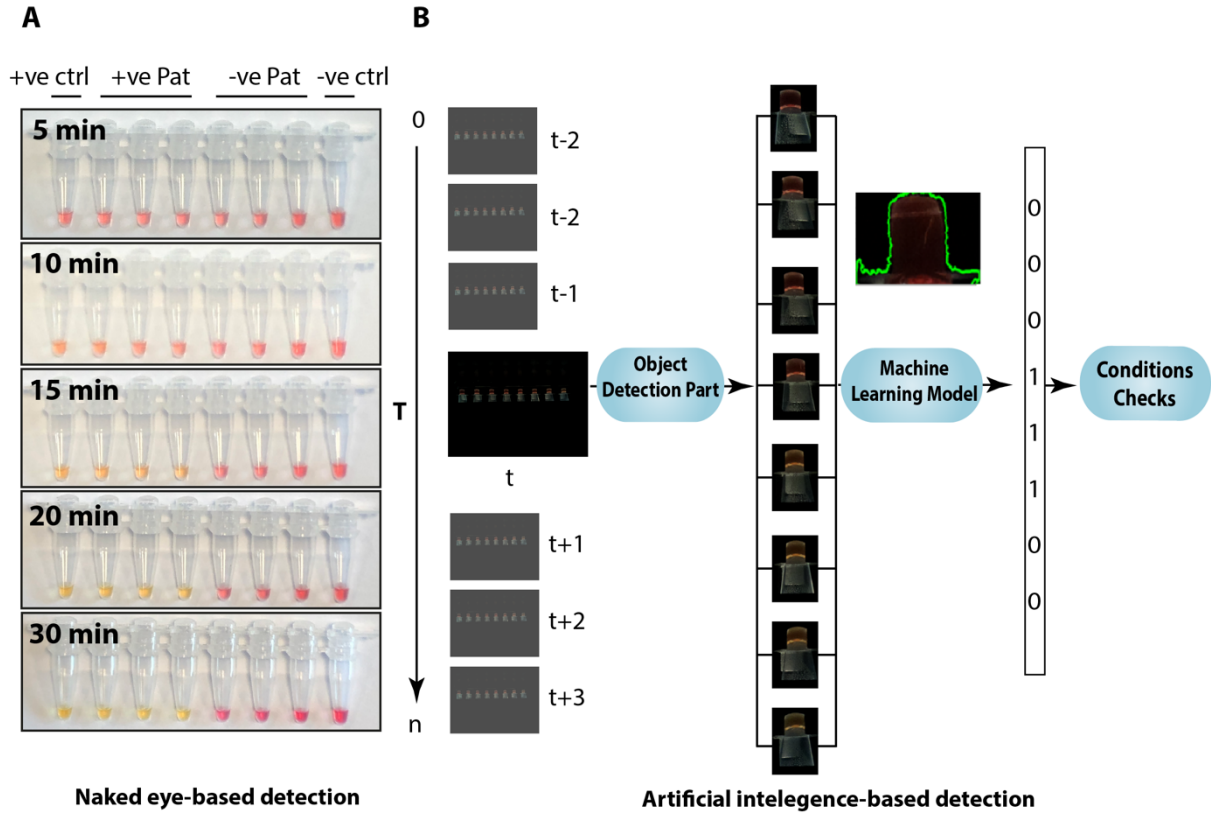 A
B
+ve ctrl
+ve Pat
-ve Pat
-ve ctrl
5 min
10 min
15 min
20 min
30 min
Naked eye-based detection
0
T
n
t-2
t-2
t-1
t
t+1
t+2
t+3
Object
Detection Part
Machine
Learning Model
0
0
0
1
1
1
0
0
Conditions
Checks
Artificial intelegence-based detection